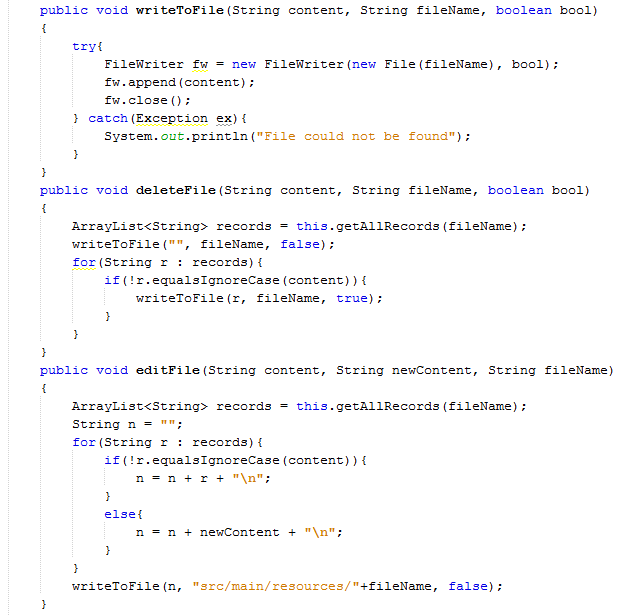 public void writeToFile(String content, String fileName, boolean bool)
{
    try{
        FileWriter fw = new FileWriter(new File(fileName), bool);
        fw.append(content);
        fw.close();
    } catch(Exception ex){
        System.out.println("File could not be found");
    }
}
public void deleteFile(String content, String fileName, boolean bool)
{
    ArrayList<String> records = this.getAllRecords(fileName);
    writeToFile("", fileName, false);
    for(String r : records){
        if(!r.equalsIgnoreCase(content)){
            writeToFile(r, fileName, true);
        }
    }
}
public void editFile(String content, String newContent, String fileName)
{
    ArrayList<String> records = this.getAllRecords(fileName);
    String n = "";
    for(String r : records){
        if(!r.equalsIgnoreCase(content)){
            n = n + r + "\n";
        }
        else{
            n = n + newContent + "\n";
        }
    }
    writeToFile(n, "src/main/resources/"+fileName, false);
}